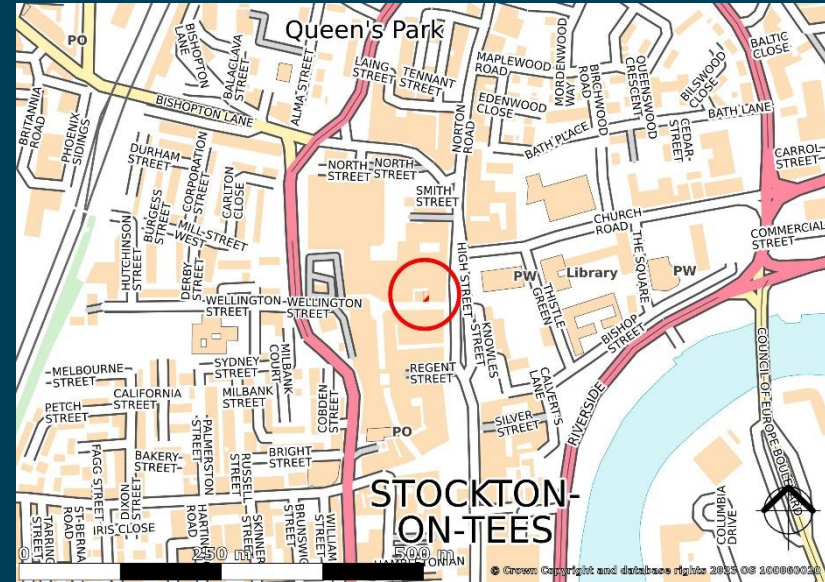 Queen's Park
PO
BISHOPTON
LANE
BALACLAVA
STREET
ALMA STREET
LAING
STREET
TENNANT
STREET
MAPLEWOOD
ROAD
MORDENWOOD
WAY
BIRCHWOOD
ROAD
QUEENSWOOD
CRESCENT
BILSWOOD
CLOSE
BALTIC
CLOSE
BRITANNIA
ROAD
PHOENIX
SIDINGS
BISHOPTON LANE
EDENWOOD
CLOSE
NORTON
ROAD
BATH LANE
BATH PLACE
CEDAR
STREET
CARROL
STREET
DURHAM
STREET
CORPORATION
STREET
CARLTON
CLOSE
NORTH
STREET
NORTH
STREET
SMITH
STREET
BURGESS
STREET
MILL STREET
WEST
HUTCHINSON
STREET
DERBY
STREET
CHURCH
ROAD
THE SQUARE
COMMERCIAL
STREET
HIGH STREET
PW
Library
PW
THISTLE
GREEN
WELLINGTON
STREET
WELLINGTON
STREET
KNOWLES
STREET
BISHOP
STREET
MELBOURNE
STREET
SYDNEY
STREET
MILBANK
COURT
REGENT
STREET
CALVERT'S
LANE
RIVERSIDE
COUNCIL OF EUROPE BOULEVARD
PETCH
STREET
CALIFORNIA
STREET
MILBANK
STREET
COBDEN
STREET
SILVER
STREET
PO
FAGG STREET
BAKERY
STREET
PALMERSTON
STREET
BRIGHT
STREET
RUSSELL
STREET
DIXON
STREET
IRIS CLOSE
STOCKTON-
ON-TEES
COLUMBIA
DRIVE
SKINNER
WILLIAM
0
250 m
500 m
© Crown Copyright and database rights 2023 OS 100060020